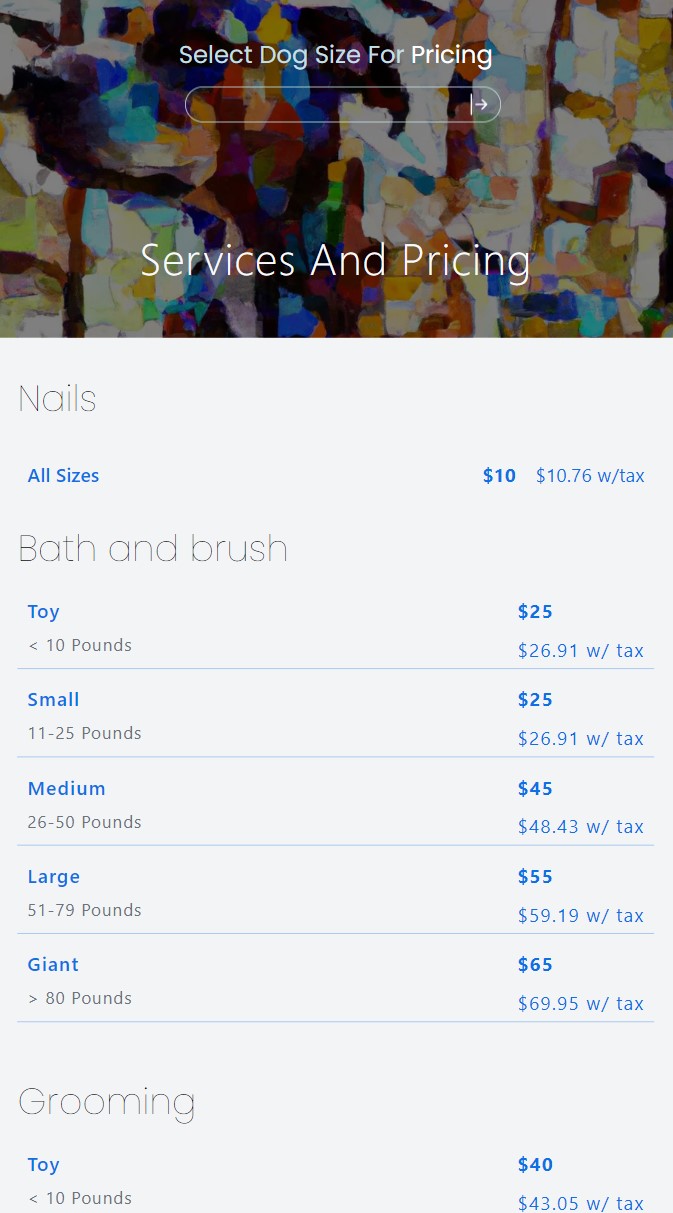 Select Dog Size For Pricing
Services And Pricing
Nails
All Sizes $10 $10.76 w/tax
Bath and brush
Toy $25
< 10 Pounds $26.91 w/ tax
Small $25
11-25 Pounds $26.91 w/ tax
Medium $45
26-50 Pounds $48.43 w/ tax
Large $55
51-79 Pounds $59.19 w/ tax
Giant $65
> 80 Pounds $69.95 w/ tax
Grooming
Toy $40
< 10 Pounds $43.05 w/ tax